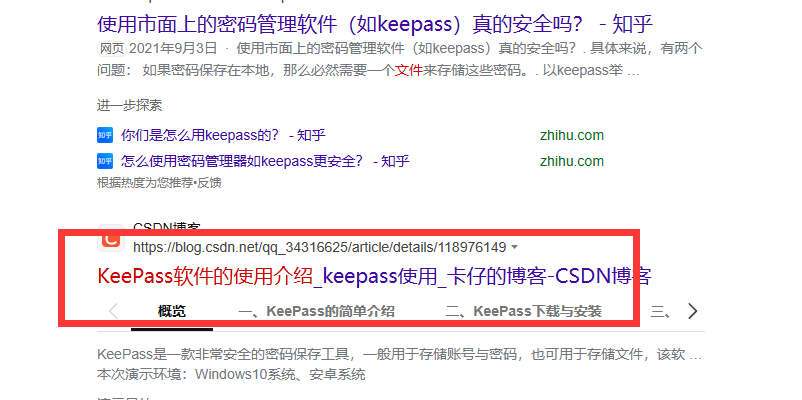 使用市面上的密码管理软件（如keepass）真的安全吗？ - 知乎
网页 2021年9月3日 · 使用市面上的密码管理软件（如keepass）真的安全吗？. 具体来说，有两个
问题： 如果密码保存在本地，那么必然需要一个文件来存储这些密码。. 以keepass举 ...
进一步探索
知乎 你们是怎么用keepass的？ - 知乎 zhihu.com
知乎 怎么使用密码管理器如keepass更安全？ - 知乎 zhihu.com
根据热度为您推荐•反馈
CSDN博客
https://blog.csdn.net/qq_34316625/article/details/118976149
KeePass软件的使用介绍_keepass使用_卡仔的博客-CSDN博客
概览 一、KeePass的简单介绍 二、KeePass下载与安装 三、
KeePass是一款非常安全的密码保存工具，一般用于存储账号与密码，也可用于存储文件，该软 ...
本次演示环境：Windows10系统、安卓系统